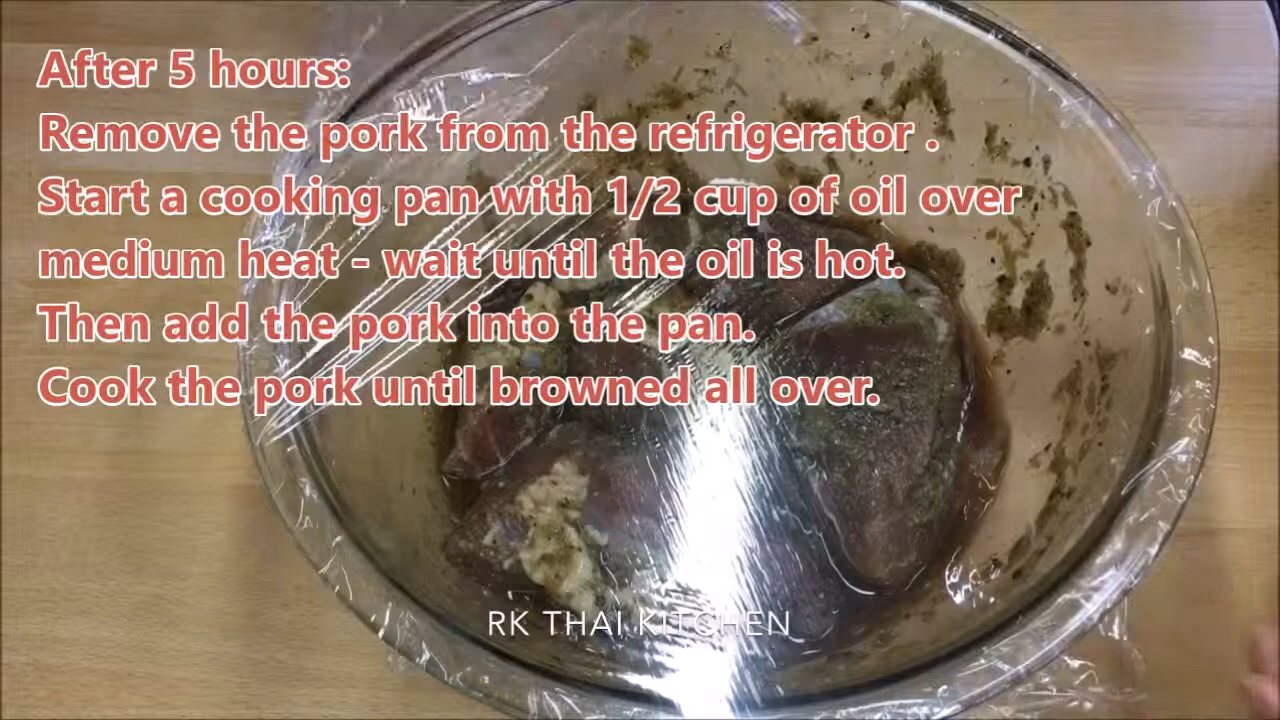 After 5 hours:
Remove the pork from the refrigerator .
Start a cooking pan with 1/2 cup of oil over
medium heat - wait until the oil is hot.
Then add the pork into the pan.
Cook the pork until browned all over.
RK THAI KITCHEN